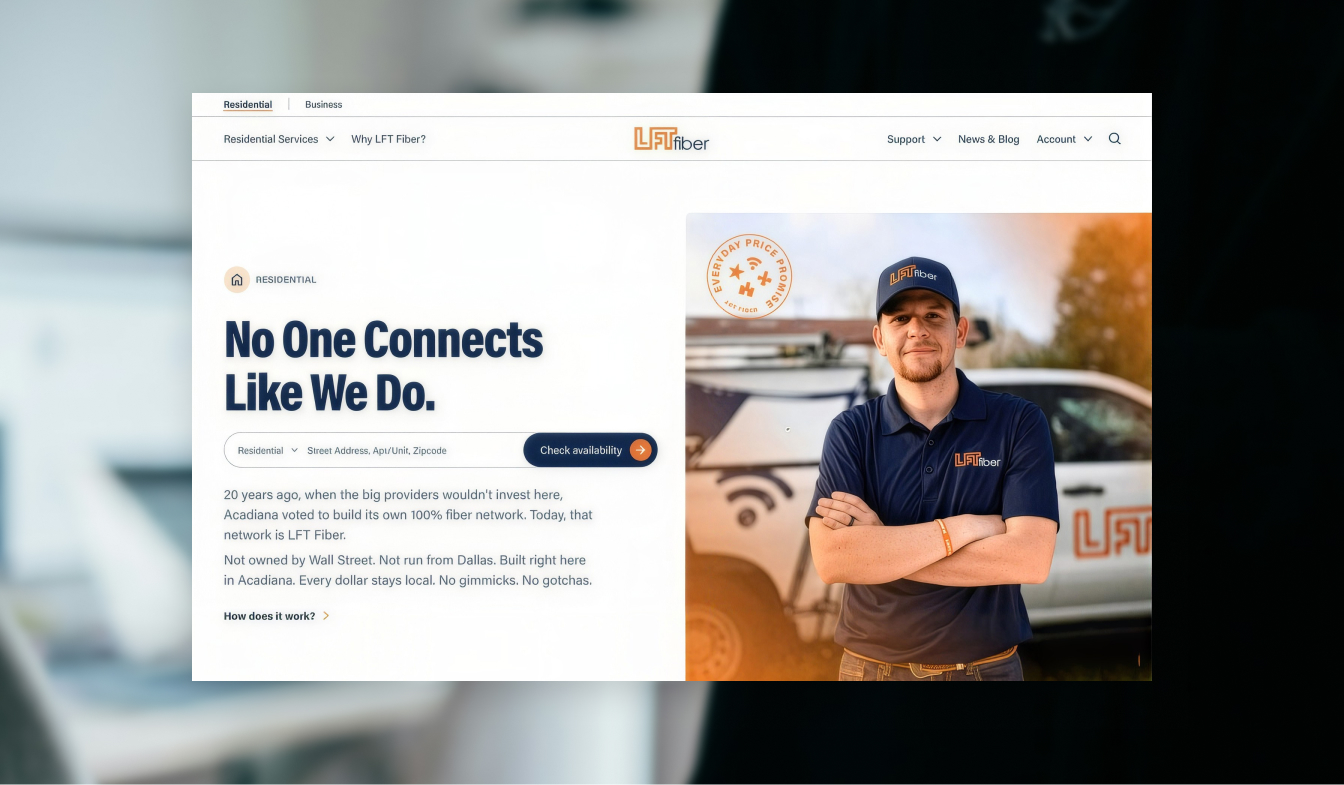 Residential
Business
Residential Services
Why LFT Fiber?
LFT fiber
Support
News & Blog
Account
RESIDENTIAL
No One Connects
Like We Do.
Residential
Street Address, Apt/Unit, Zipcode
Check availability
20 years ago, when the big providers wouldn't invest here,
Acadiana voted to build its own 100% fiber network. Today, that
network is LFT Fiber.
Not owned by Wall Street. Not run from Dallas. Built right here
in Acadiana. Every dollar stays local. No gimmicks. No gotchas.
How does it work?
EVERYDAY PRICE PROMISE
LFT fiber
LFT fiber
LFT